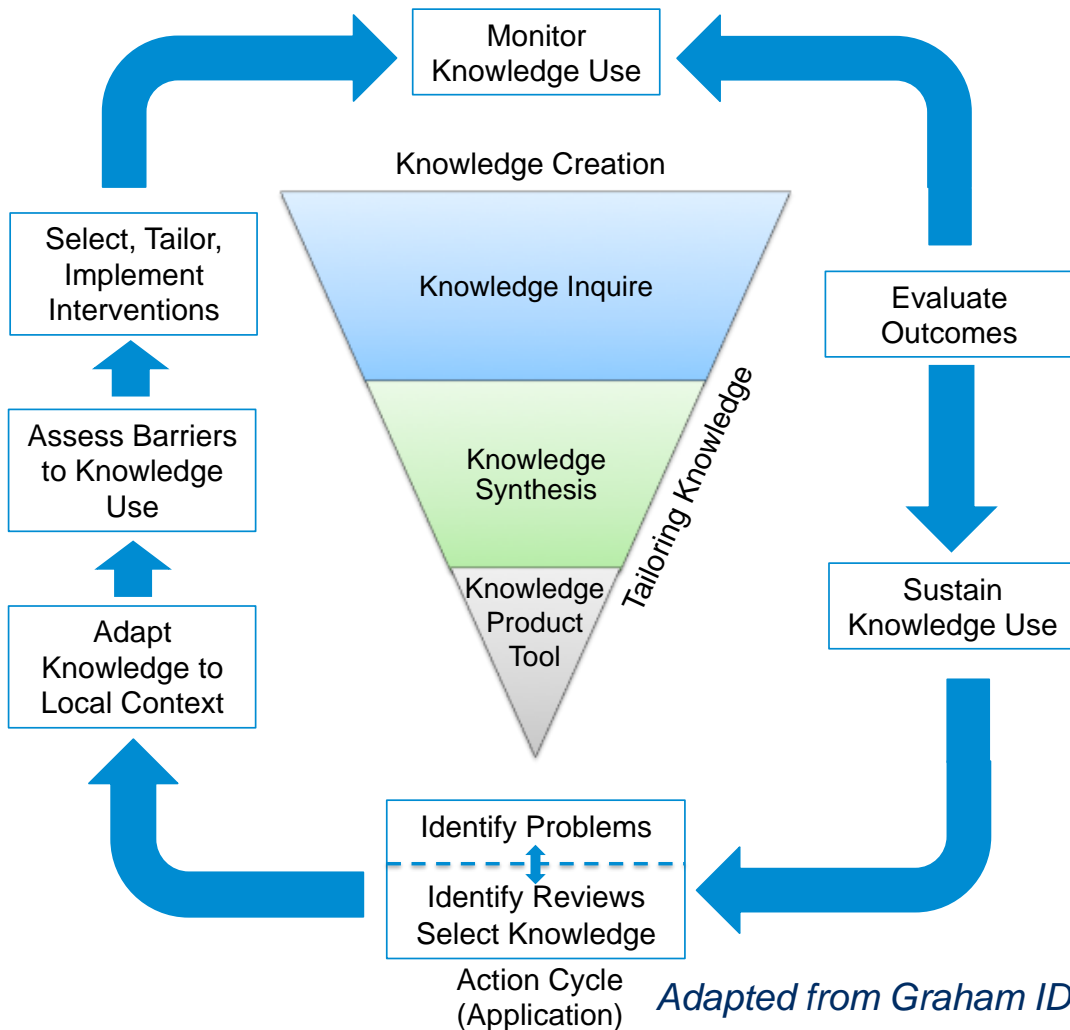 Monitor
Knowledge Use
Knowledge Creation
Select, Tailor,
Implement
Interventions
Knowledge Inquire
Evaluate
Outcomes
Assess Barriers
to Knowledge
Use
Knowledge
Synthesis
Tailoring Knowledge
Adapt
Knowledge to
Local Context
Knowledge
Product
Tool
Sustain
Knowledge Use
Identify Problems
Identify Reviews
Select Knowledge
Action Cycle
(Application)
Adapted from Graham ID